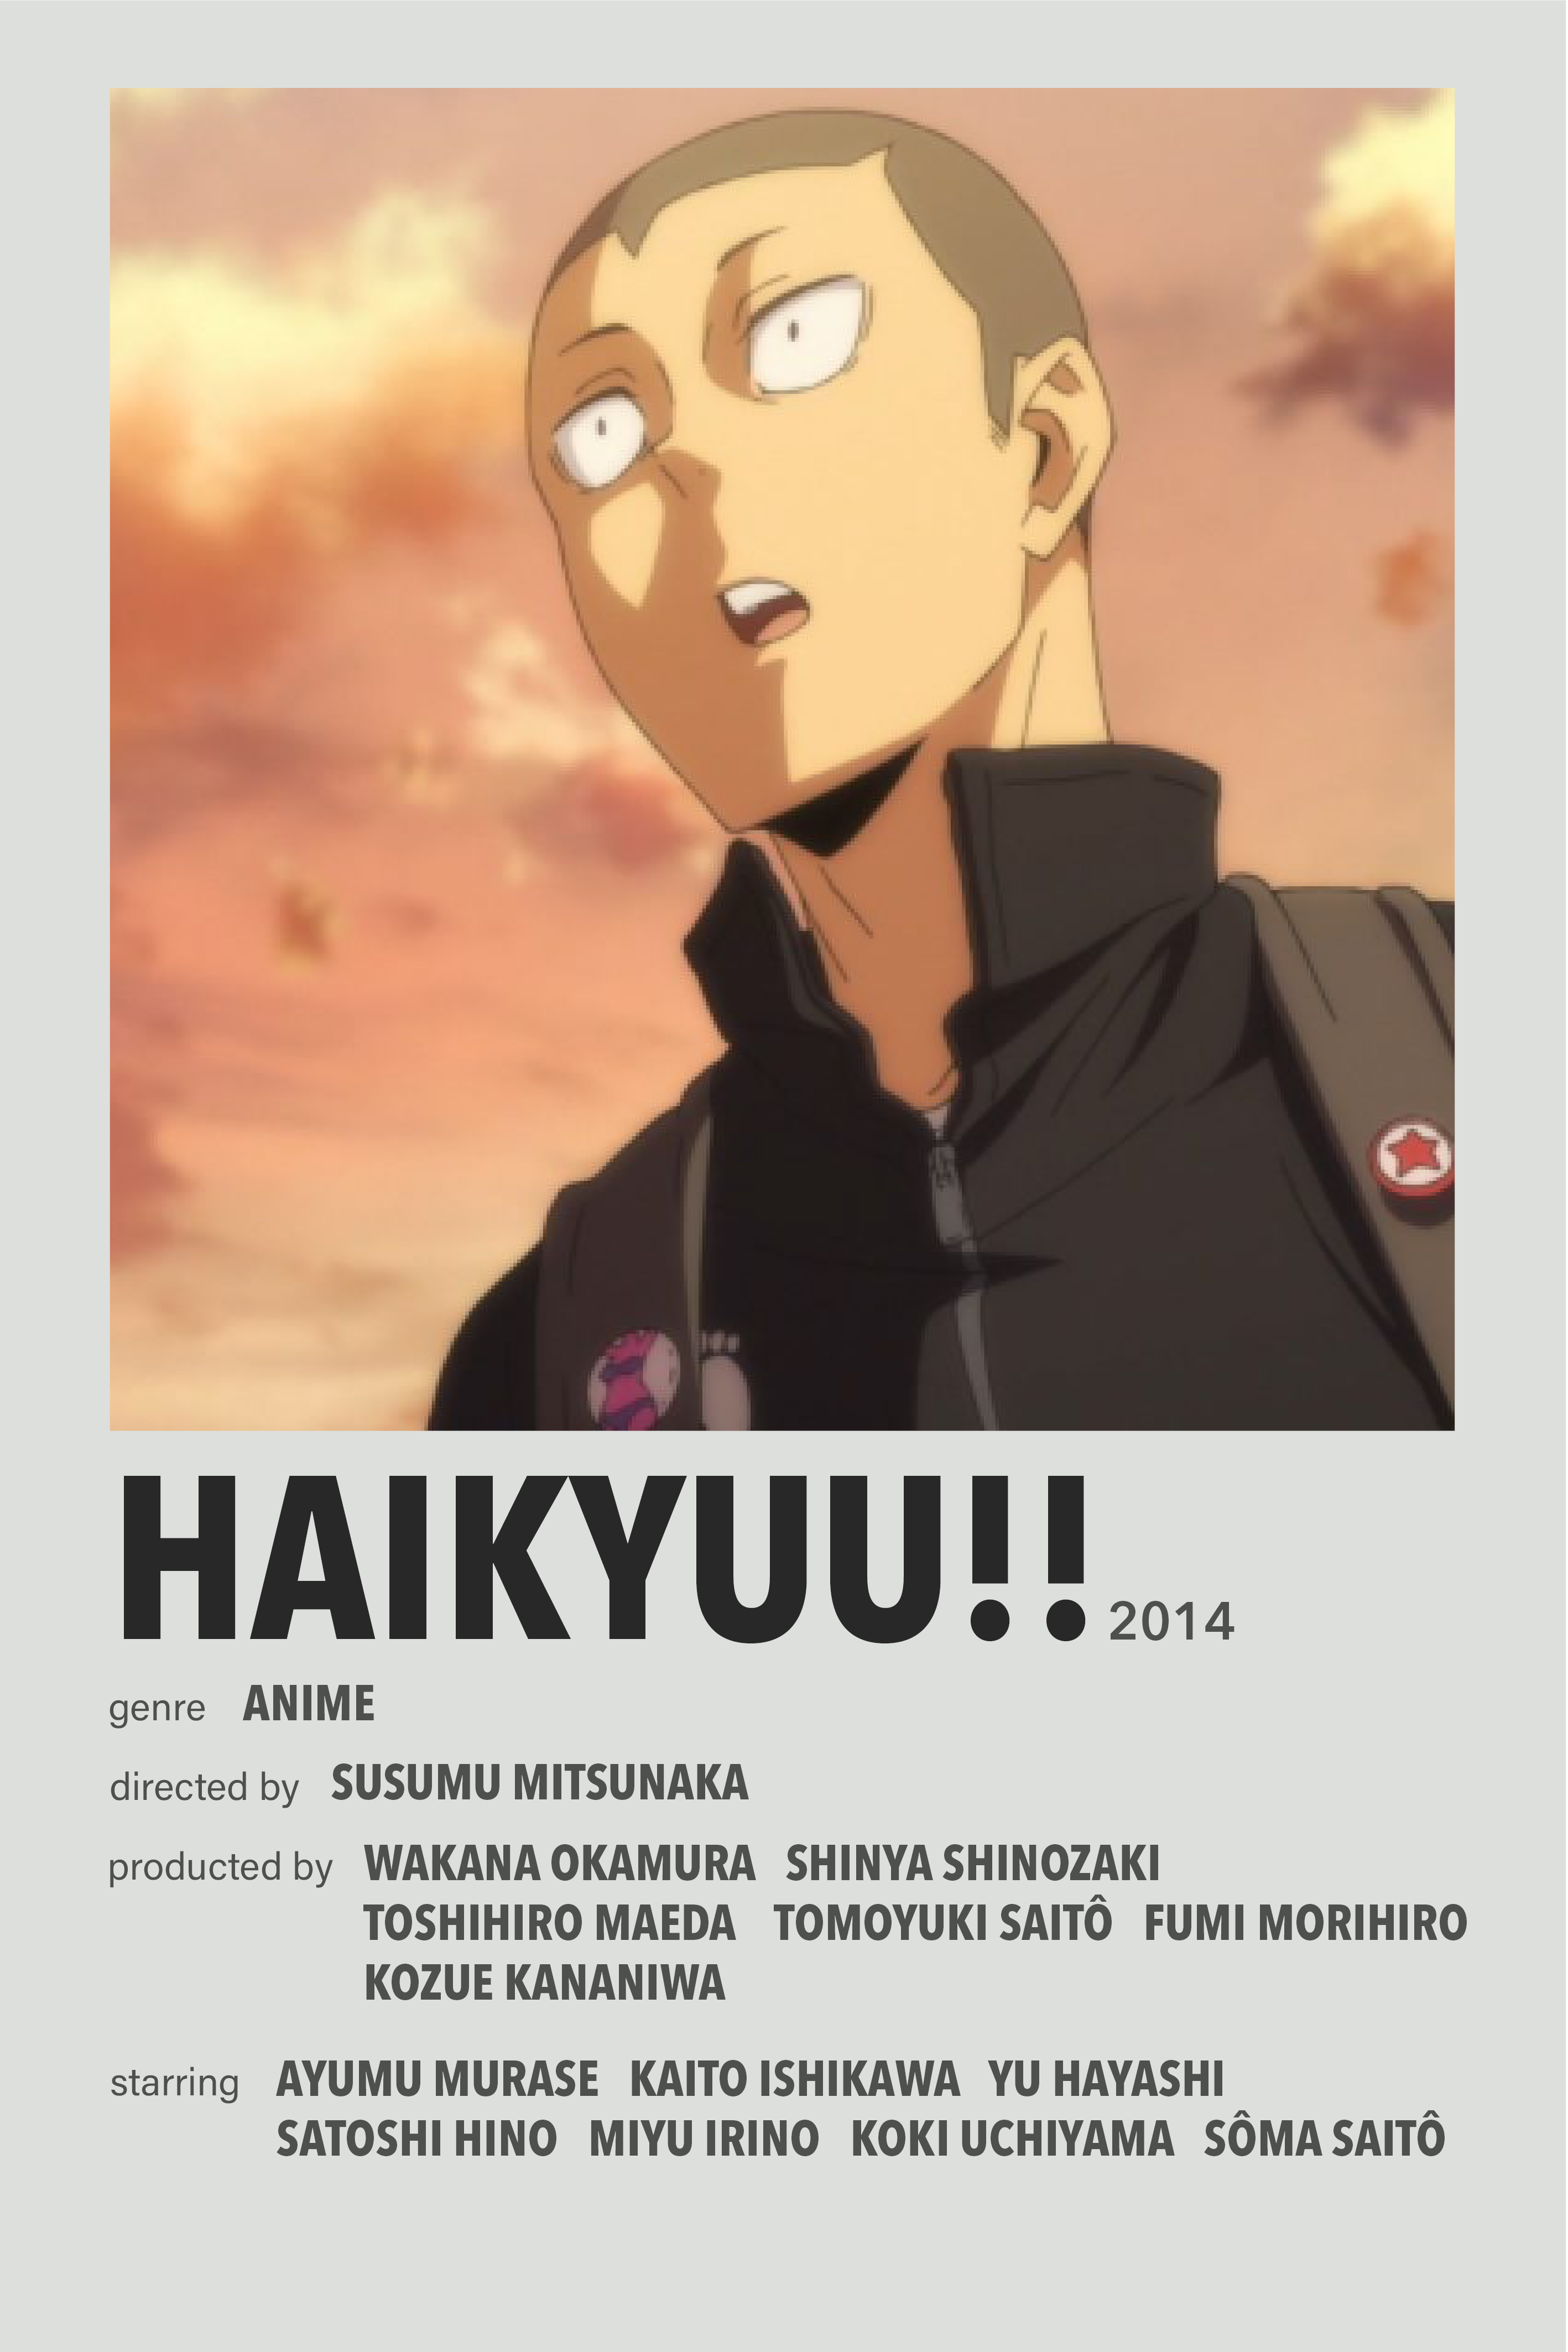 HAIKYUU!! 2014
genre ANIME
directed by SUSUMU MITSUNAKA
producted by WAKANA OKAMURA SHINYA SHINOZAKI
TOSHIHIRO MAEDA TOMOYUKI SAITÔ FUMI MORIHIRO
KOZUE KANANIWA
starring AYUMU MURASE KAITO ISHIKAWA YU HAYASHI
SATOSHI HINO MIYU IRINO KOKI UCHIYAMA SÔMA SAITÔ